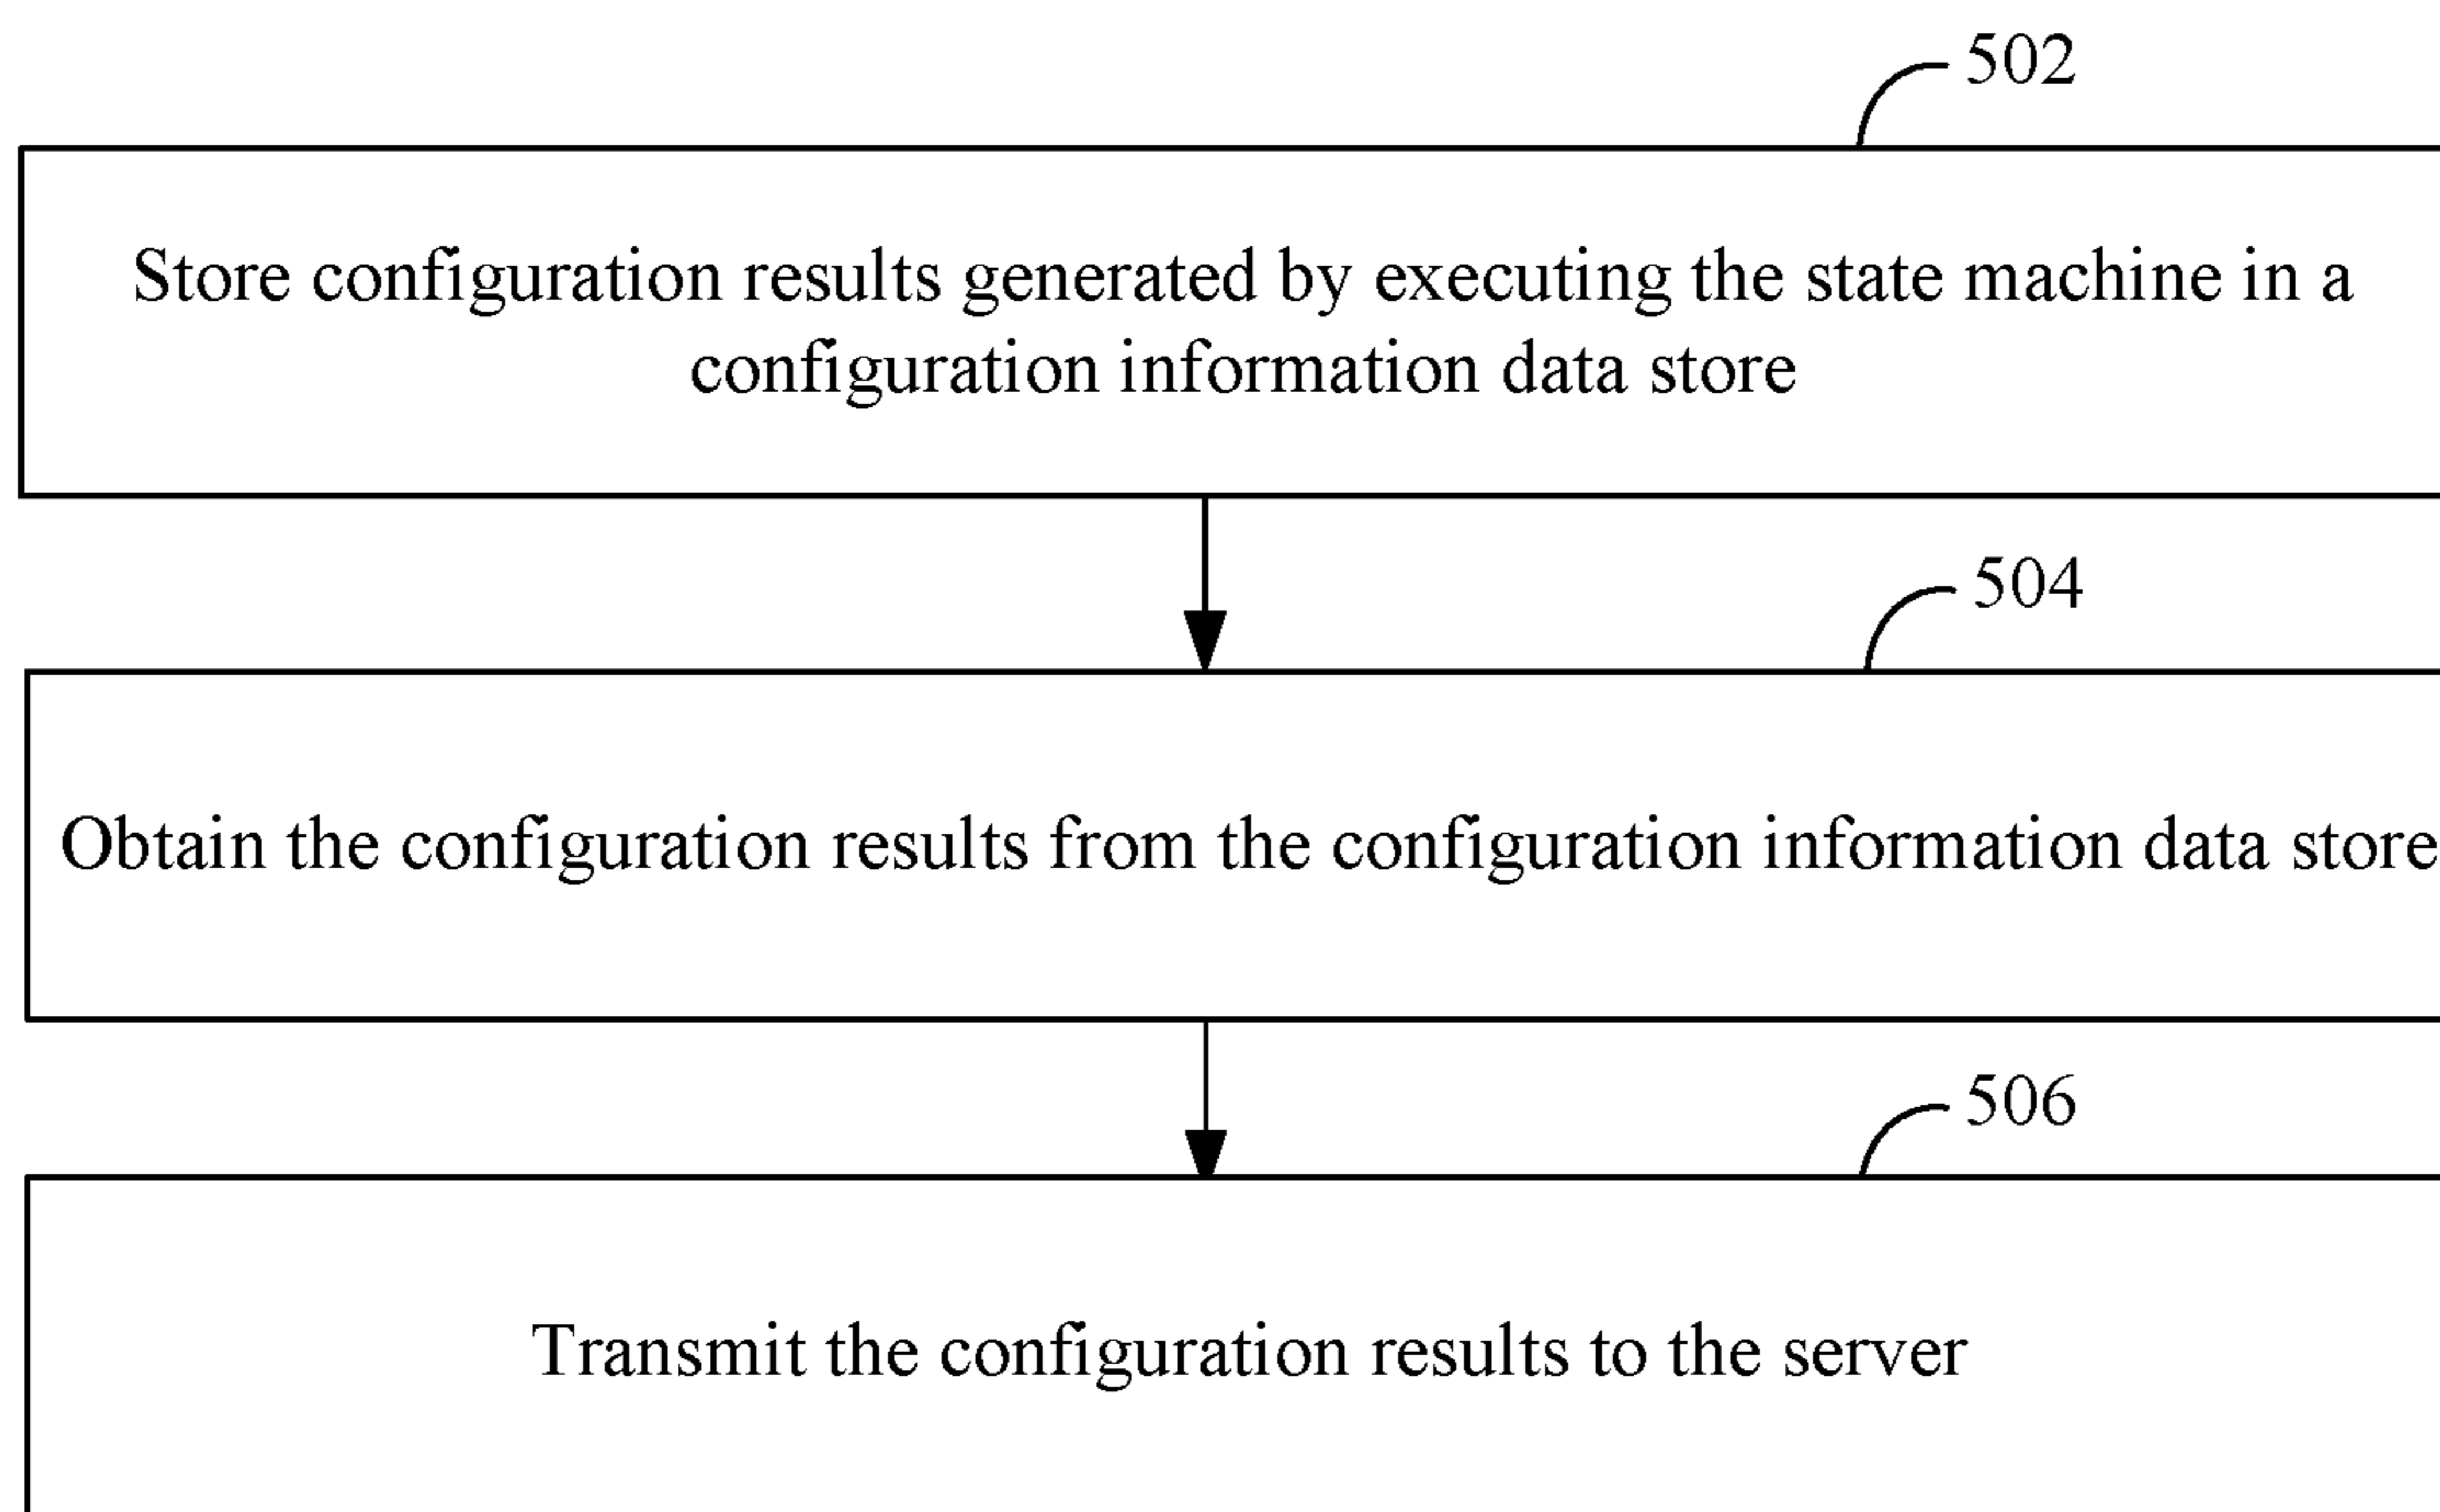 502
Store configuration results generated by executing the state machine in a
configuration information data store
504
Obtain the configuration results from the configuration information data store
506
Transmit the configuration results to the server